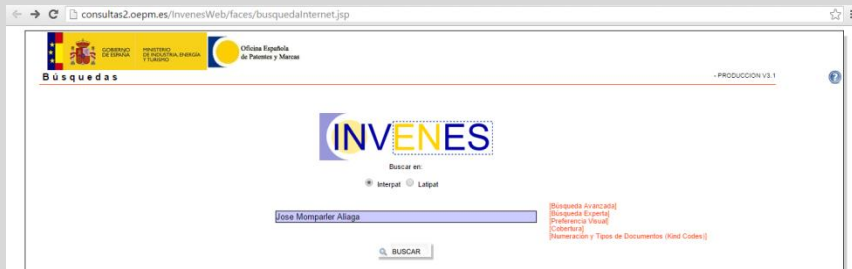 consultas2.oepm.es/InvenesWeb/faces/busquedaInternet.jsp
GOBIERNO DE ESPAÑA
MINISTERIO DE INDUSTRIA, ENERGÍA Y TURISMO
Oficina Española
de Patentes y Marcas
Búsquedas
- PRODUCCION V3.1
INVENES
Buscar en:
Interpat Latipat
Jose Momparler Aliaga
[Búsqueda Avanzada]
[Búsqueda Experta]
[Preferencia Visual]
[Cobertura]
[Numeración y Tipos de Documentos (Kind Codes)]
BUSCAR